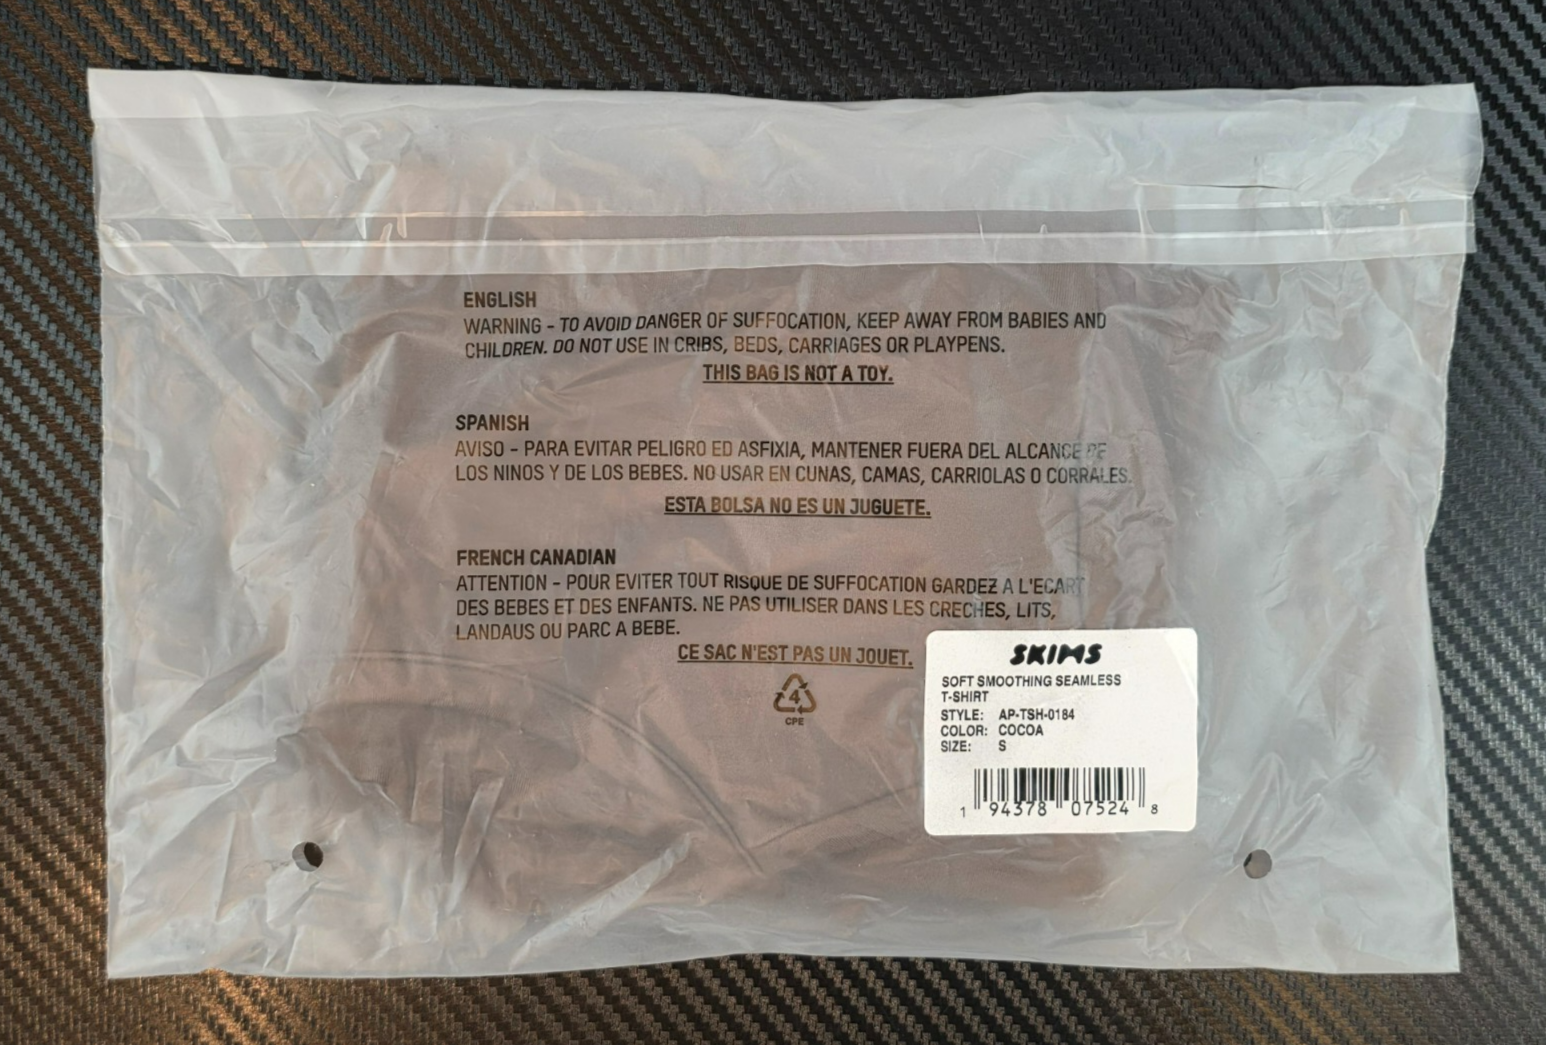 ENGLISH
WARNING – TO AVOID DANGER OF SUFFOCATION, KEEP AWAY FROM BABIES AND
CHILDREN. DO NOT USE IN CRIBS, BEDS, CARRIAGES OR PLAYPENS.
THIS BAG IS NOT A TOY.
SPANISH
AVISO – PARA EVITAR PELIGRO ED ASFIXIA, MANTENER FUERA DEL ALCANCE DE
LOS NINOS Y DE LOS BEBES. NO USAR EN CUNAS, CAMAS, CARRIOLAS O CORRALES.
ESTA BOLSA NO ES UN JUGUETE.
FRENCH CANADIAN
ATTENTION – POUR EVITER TOUT RISQUE DE SUFFOCATION GARDEZ A L'ECART
DES BEBES ET DES ENFANTS. NE PAS UTILISER DANS LES CRECHES, LITS,
LANDAUS OU PARC A BEBE.
CE SAC N'EST PAS UN JOUET.
4
CPE
SKIMS
SOFT SMOOTHING SEAMLESS
T-SHIRT
STYLE: AP-TSH-0184
COLOR: COCOA
SIZE: S
1 94378 07524 8